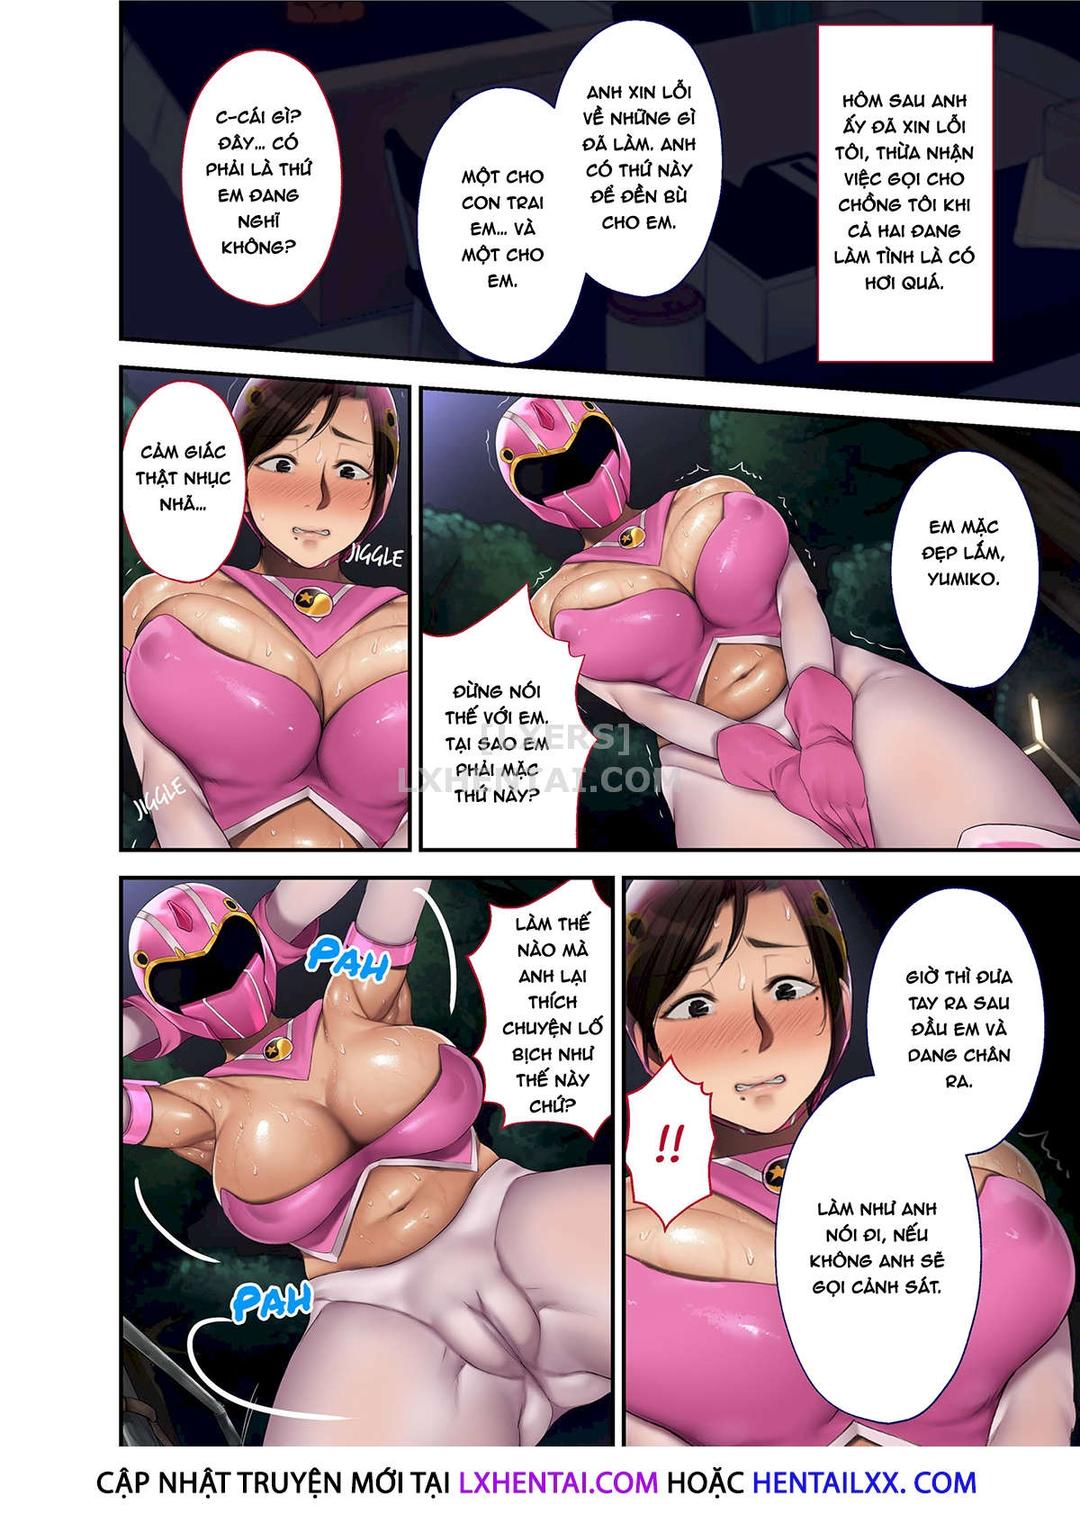 HÔM SAU ANH
ẤY ĐÃ XIN LỖI
TÔI, THỪA NHẬN
VIỆC GỌI CHO
CHỒNG TÔI KHI
CẢ HAI ĐANG
LÀM TÌNH LÀ CÓ
HƠI QUÁ.
ANH XIN LỖI
VỀ NHỮNG GÌ
ĐÃ LÀM. ANH
CÓ THỨ NÀY
ĐỂ ĐỀN BÙ
CHO EM.
MỘT CHO
CON TRAI
EM... VÀ
MỘT CHO
EM.
C-CÁI GÌ?
ĐÂY... CÓ
PHẢI LÀ THỨ
EM ĐANG
NGHĨ
KHÔNG?
EM MẶC
ĐẸP LẮM,
YUMIKO.
ĐỪNG NÓI
THẾ VỚI EM.
TẠI SAO EM
PHẢI MẶC
THỨ NÀY?
[LXERS]
LXHENTAI.COM
CẢM GIÁC
THẬT NHỤC
NHÃ...
JIGGLE
JIGGLE
GIỜ THÌ ĐƯA
TAY RA SAU
ĐẦU EM VÀ
DANG CHÂN
RA.
!!
LÀM NHƯ ANH
NÓI ĐI, NẾU
KHÔNG ANH SẼ
GỌI CẢNH SÁT.
LÀM THẾ
NÀO MÀ
ANH LẠI
THÍCH
CHUYỆN LỐ
BỊCH NHƯ
THẾ NÀY
CHỨ?
PAH
PAH
CẬP NHẬT TRUYỆN MỚI TẠI LXHENTAI.COM HOẶC HENTAILXX. COM